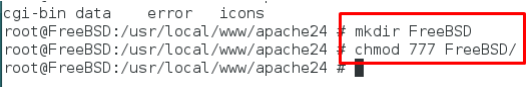 cgi-bin data    error   icons
root@FreeBSD:/usr/local/www/apache24 # mkdir FreeBSD
root@FreeBSD:/usr/local/www/apache24 # chmod 777 FreeBSD/
root@FreeBSD:/usr/local/www/apache24 #